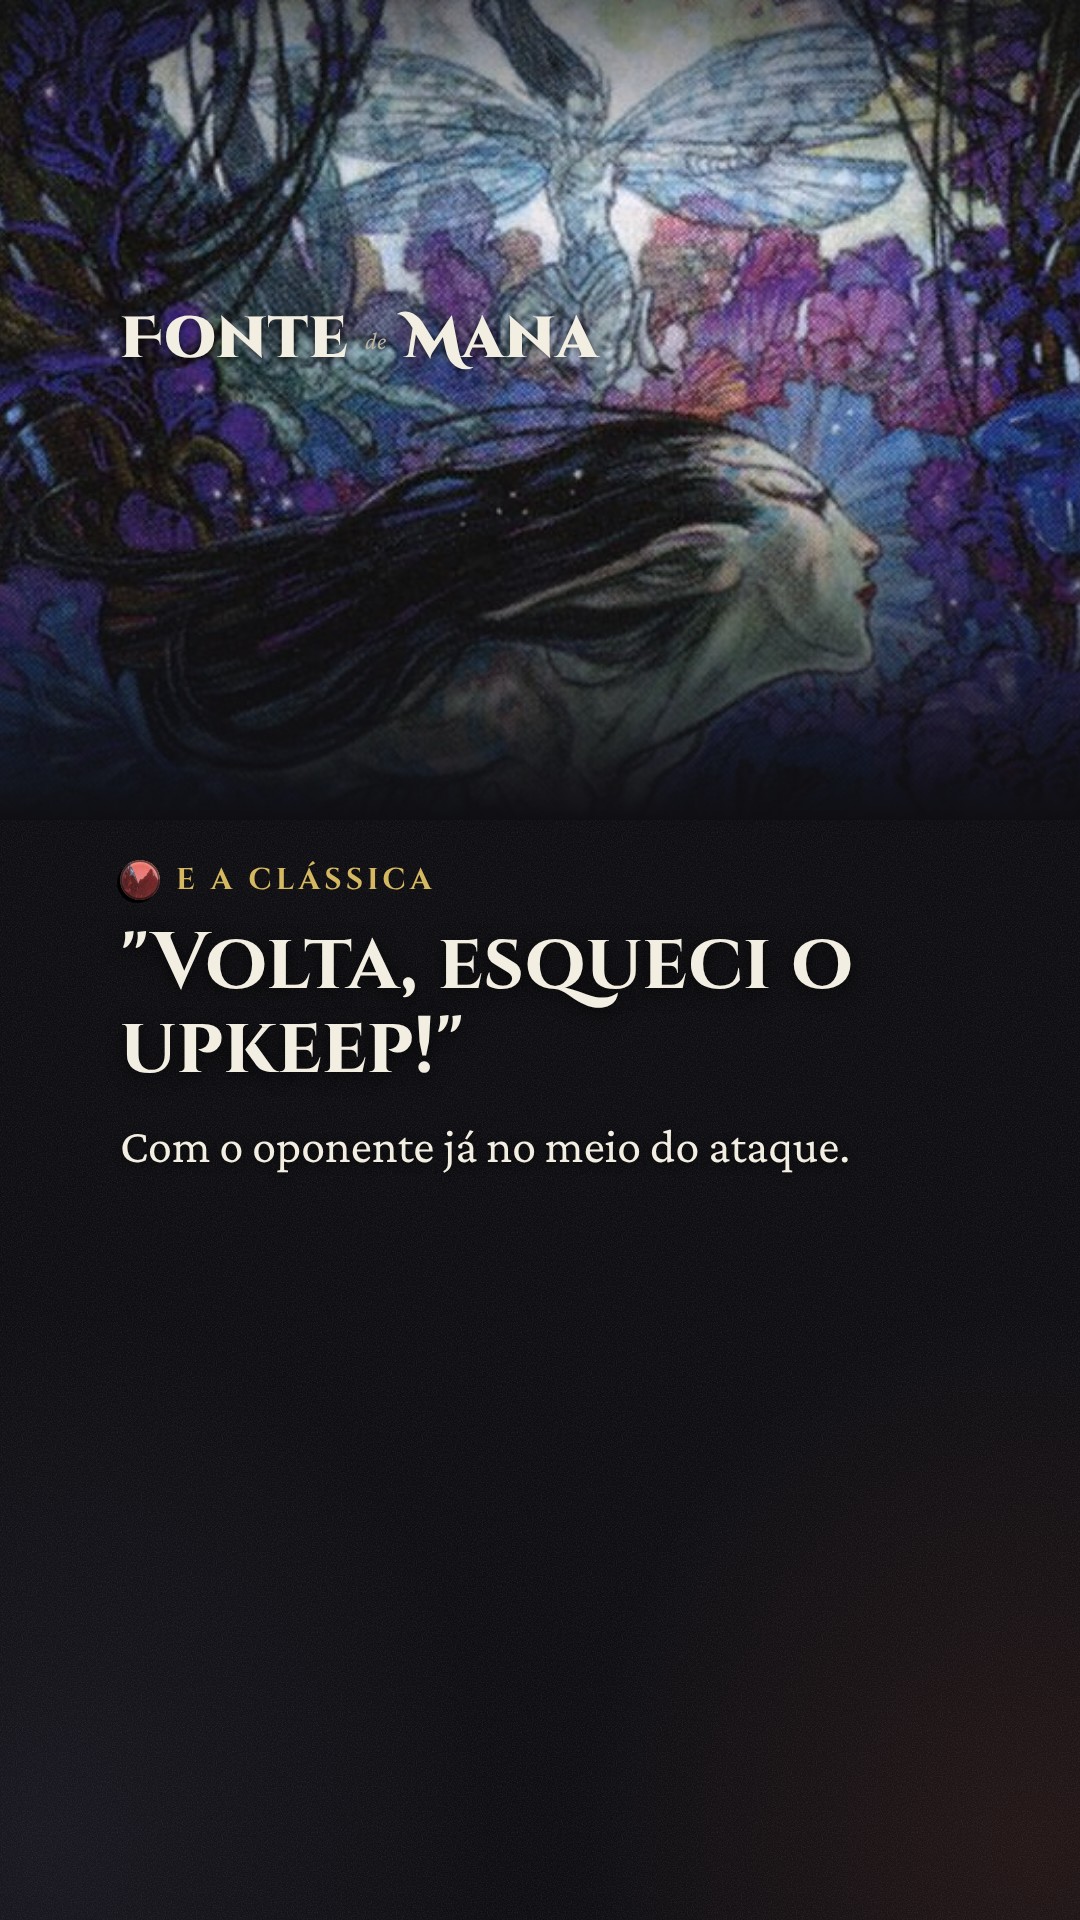 Fonte de Mana
E A CLÁSSICA
"Volta, esqueci o
upkeep!"
Com o oponente já no meio do ataque.